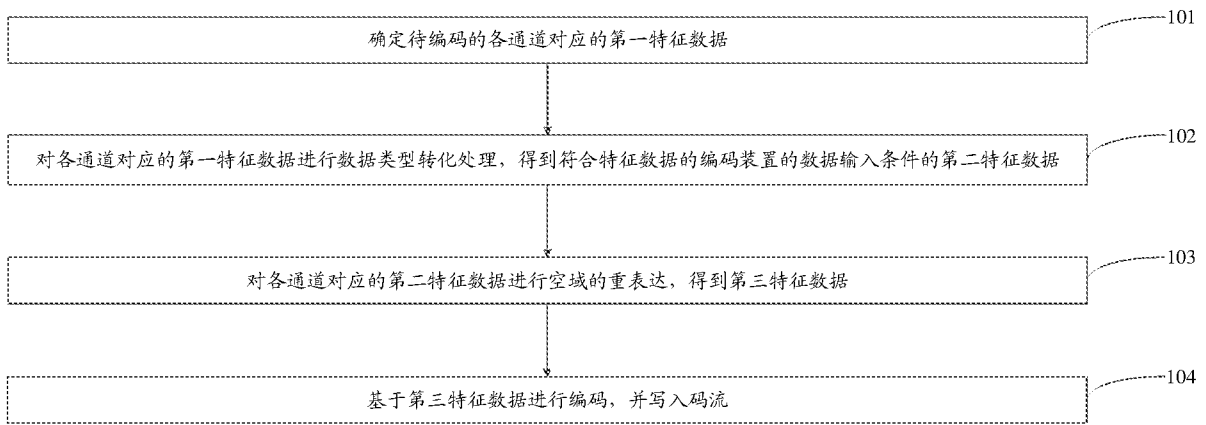 确定待编码的各通道对应的第一特征数据
101
对各通道对应的第一特征数据进行数据类型转化处理，得到符合特征数据的编码装置的数据输入条件的第二特征数据
102
对各通道对应的第二特征数据进行空域的重表达，得到第三特征数据
103
基于第三特征数据进行编码，并写入码流
104